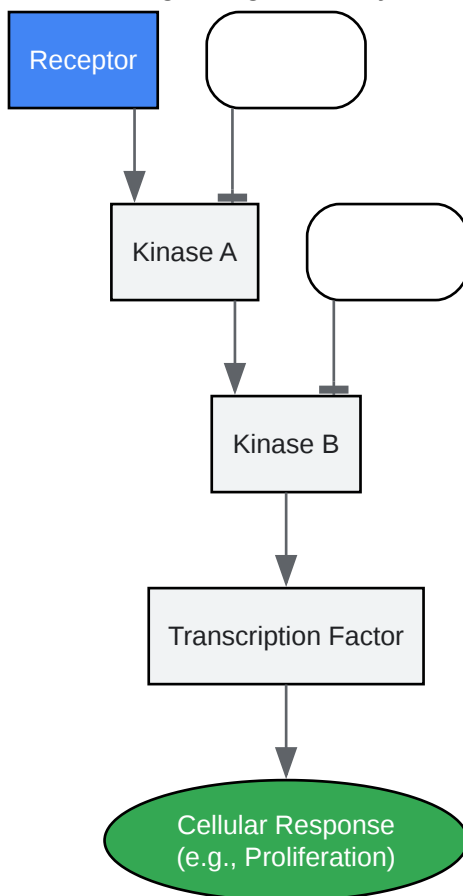 Receptor
Kinase A
Kinase B
Transcription Factor
Cellular Response
(e.g., Proliferation)